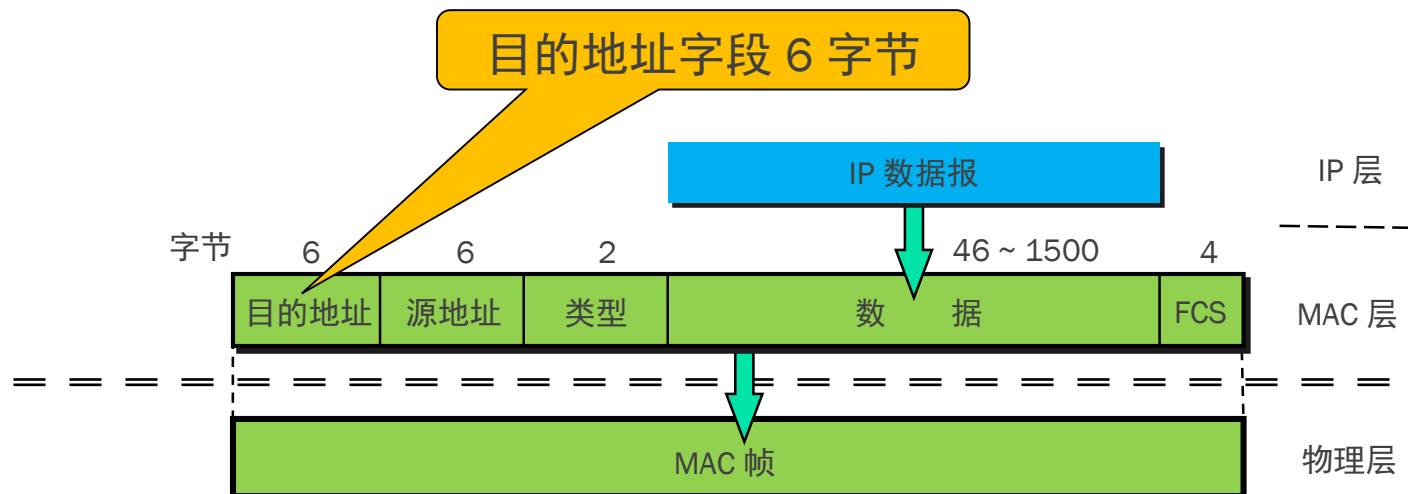 目的地址字段 6 字节
IP 数据报
IP 层
字节 6 6 2 46 ~ 1500 4
目的地址 源地址 类型 数 据 FCS
MAC 层
MAC 帧
物理层